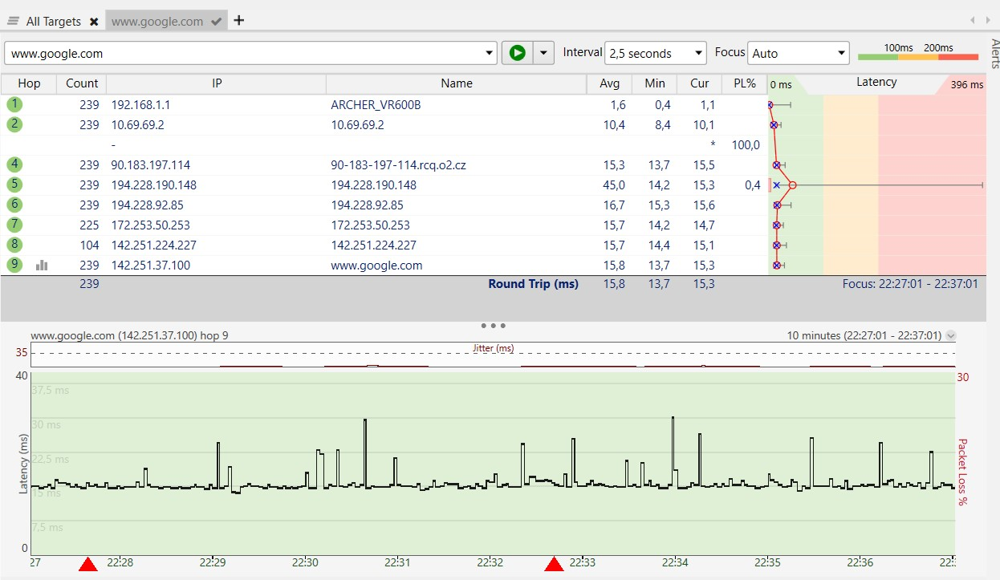 All Targets
www.google.com
Alerts
www.google.com Interval 2,5 seconds Focus Auto 100ms 200ms
Hop Count IP Name Avg Min Cur PL% 0 ms Latency 396 ms
1 239 192.168.1.1 ARCHER_VR600B 1,6 0,4 1,1
2 239 10.69.69.2 10.69.69.2 10,4 8,4 10,1
- * 100,0
4 239 90.183.197.114 90-183-197-114.rcq.o2.cz 15,3 13,7 15,5
5 239 194.228.190.148 194.228.190.148 45,0 14,2 15,3 0,4
6 239 194.228.92.85 194.228.92.85 16,7 15,3 15,6
7 225 172.253.50.253 172.253.50.253 15,7 14,2 14,7
8 104 142.251.224.227 142.251.224.227 15,7 14,4 15,1
9 239 142.251.37.100 www.google.com 15,8 13,7 15,3
239 Round Trip (ms) 15,8 13,7 15,3 Focus: 22:27:01 - 22:37:01
www.google.com (142.251.37.100) hop 9 10 minutes (22:27:01 - 22:37:01)
35 Jitter (ms)
40 30
37,5 ms
30 ms
22,5 ms
15 ms
7,5 ms
0
Latency (ms)
Packet Loss %
27 22:28 22:29 22:30 22:31 22:32 22:33 22:34 22:35 22:36 22: